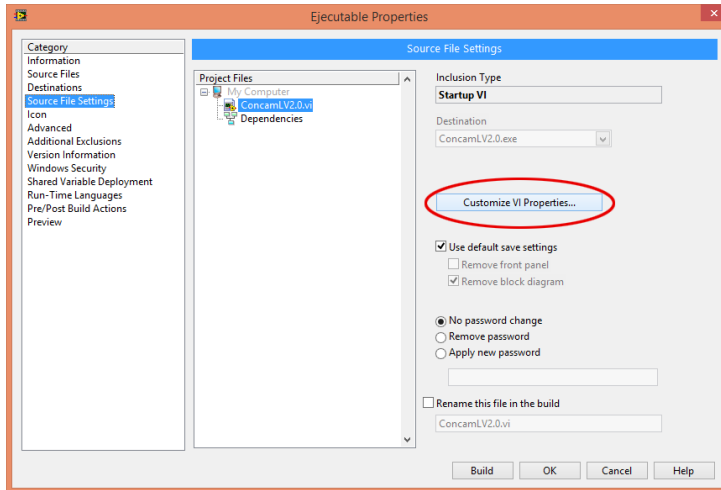 Ejecutable Properties
Category
Information
Source Files
Destinations
Source File Settings
Icon
Advanced
Additional Exclusions
Version Information
Windows Security
Shared Variable Deployment
Run-Time Languages
Pre/Post Build Actions
Preview
Source File Settings
Project Files
My Computer
ConcamLV2.0.vi
Dependencies
Inclusion Type
Startup VI
Destination
ConcamLV2.0.exe
Customize VI Properties...
Use default save settings
Remove front panel
Remove block diagram
No password change
Remove password
Apply new password
Rename this file in the build
ConcamLV2.0.vi
Build OK Cancel Help